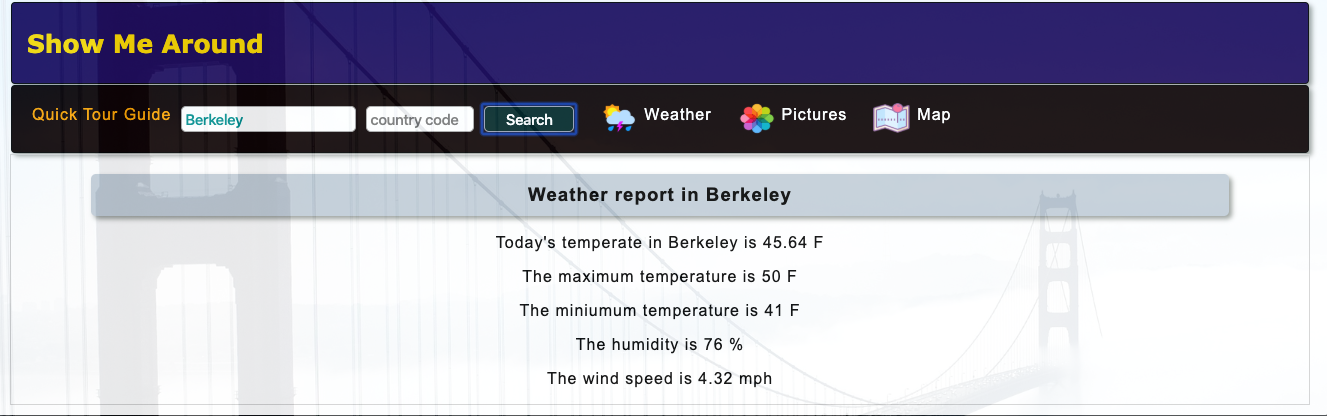 Show Me Around
Quick Tour Guide Berkeley country code Search Weather Pictures Map
Weather report in Berkeley
Today's temperate in Berkeley is 45.64 F
The maximum temperature is 50 F
The miniumum temperature is 41 F
The humidity is 76 %
The wind speed is 4.32 mph